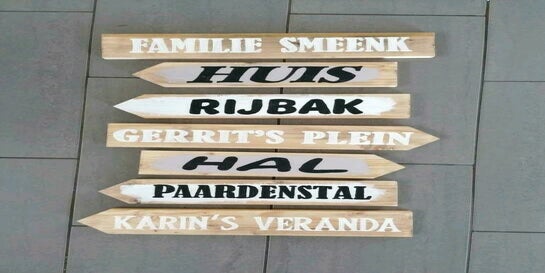 FAMILIE SMEENK
HUIS
RIJBAK
GERRIT'S PLEIN
HAL
PAARDENSTAL
KARIN'S VERANDA